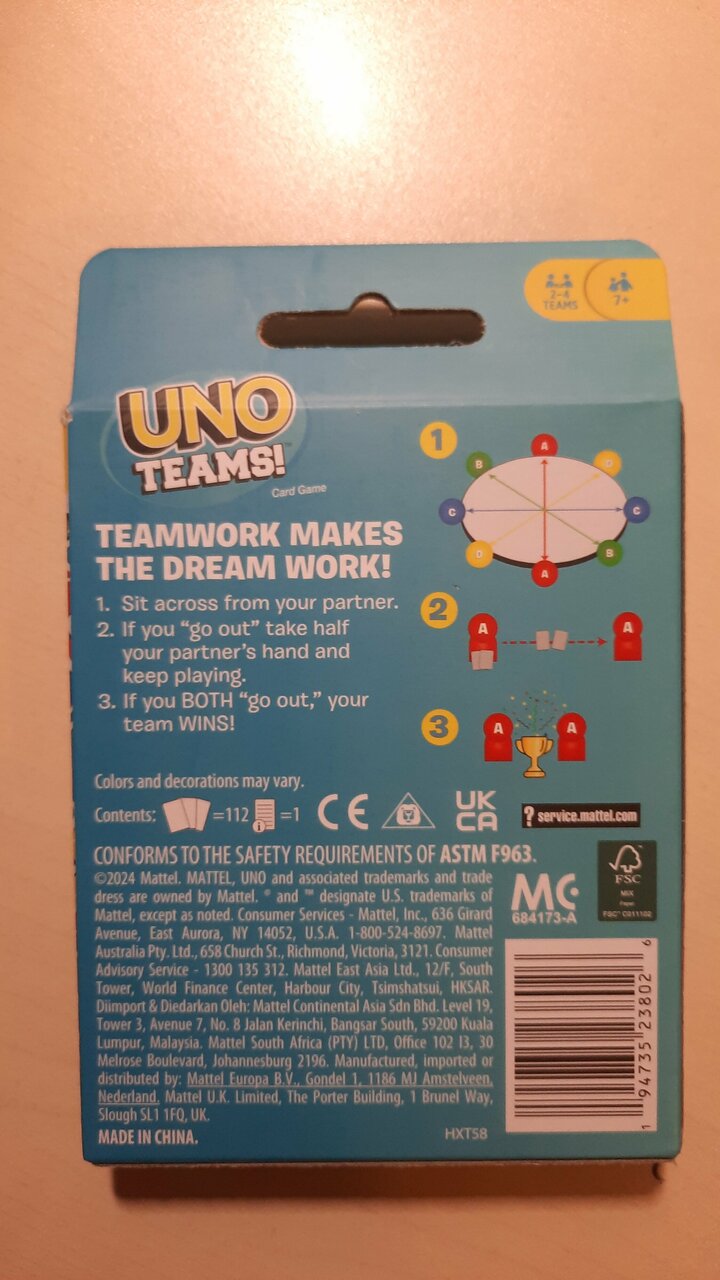 2-4
TEAMS
7+
UNO
TEAMS!
™
Card Game
TEAMWORK MAKES
THE DREAM WORK!
1. Sit across from your partner.
2. If you “go out” take half
your partner’s hand and
keep playing.
3. If you BOTH “go out,” your
team WINS!
1
A
B
D
C
C
D
B
A
2
A
A
3
A
A
Colors and decorations may vary.
Contents: =112 =1
CE
UK
CA
? service.mattel.com
CONFORMS TO THE SAFETY REQUIREMENTS OF ASTM F963.
©2024 Mattel. MATTEL, UNO and associated trademarks and trade
dress are owned by Mattel. ® and ™ designate U.S. trademarks of
Mattel, except as noted. Consumer Services - Mattel, Inc., 636 Girard
Avenue, East Aurora, NY 14052, U.S.A. 1-800-524-8697. Mattel
Australia Pty. Ltd., 658 Church St., Richmond, Victoria, 3121. Consumer
Advisory Service - 1300 135 312. Mattel East Asia Ltd., 12/F, South
Tower, World Finance Center, Harbour City, Tsimshatsui, HKSAR.
Diimport & Diedarkan Oleh: Mattel Continental Asia Sdn Bhd. Level 19,
Tower 3, Avenue 7, No. 8 Jalan Kerinchi, Bangsar South, 59200 Kuala
Lumpur, Malaysia. Mattel South Africa (PTY) LTD, Office 102 I3, 30
Melrose Boulevard, Johannesburg 2196. Manufactured, imported or
distributed by: Mattel Europa B.V., Gondel 1, 1186 MJ Amstelveen,
Nederland. Mattel U.K. Limited, The Porter Building, 1 Brunel Way,
Slough SL1 1FQ, UK.
MADE IN CHINA.
HXT58
MC
684173-A
FSC
MIX
Paper
FSC® C011102
1 94735 23802 6